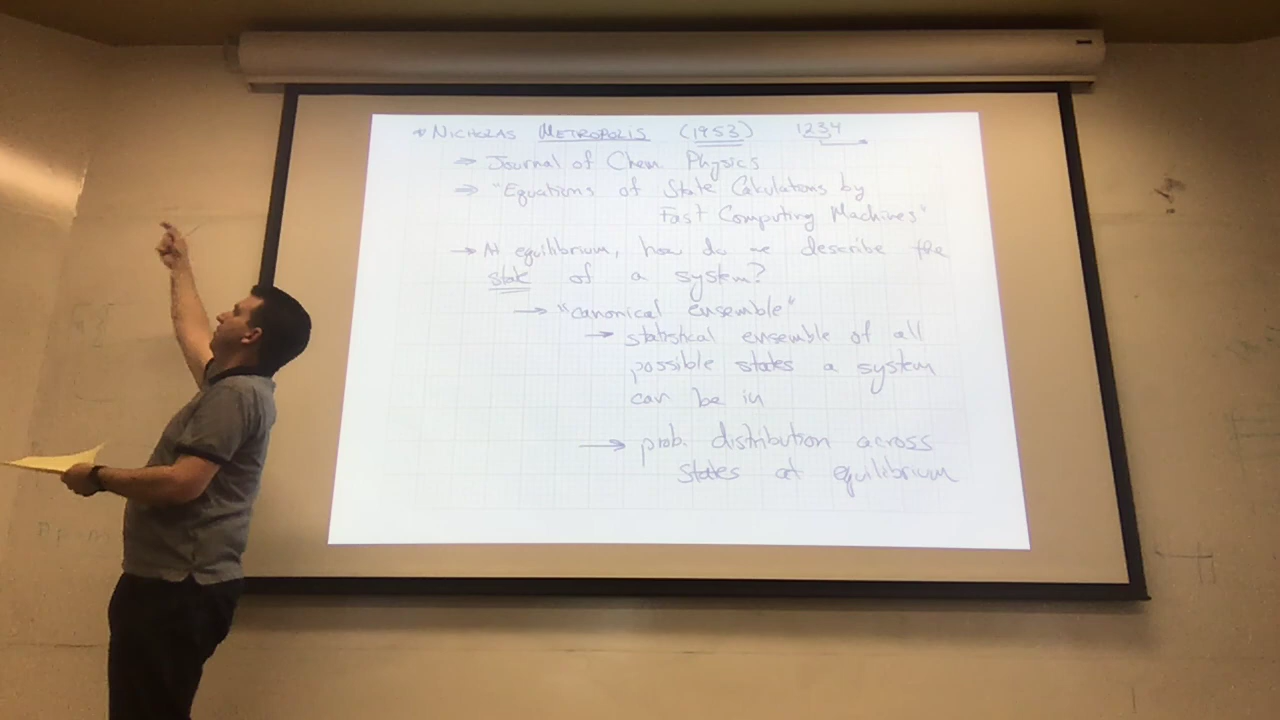 * NICHOLAS METROPOLIS (1953) 1234
⇒ Journal of Chem. Physics
⇒ "Equations of State Calculations by
Fast Computing Machines"
→ At equilibrium, how do we describe the
state of a system?
→ "canonical ensemble"
→ statistical ensemble of all
possible states a system
can be in
→ prob. distribution across
states at equilibrium